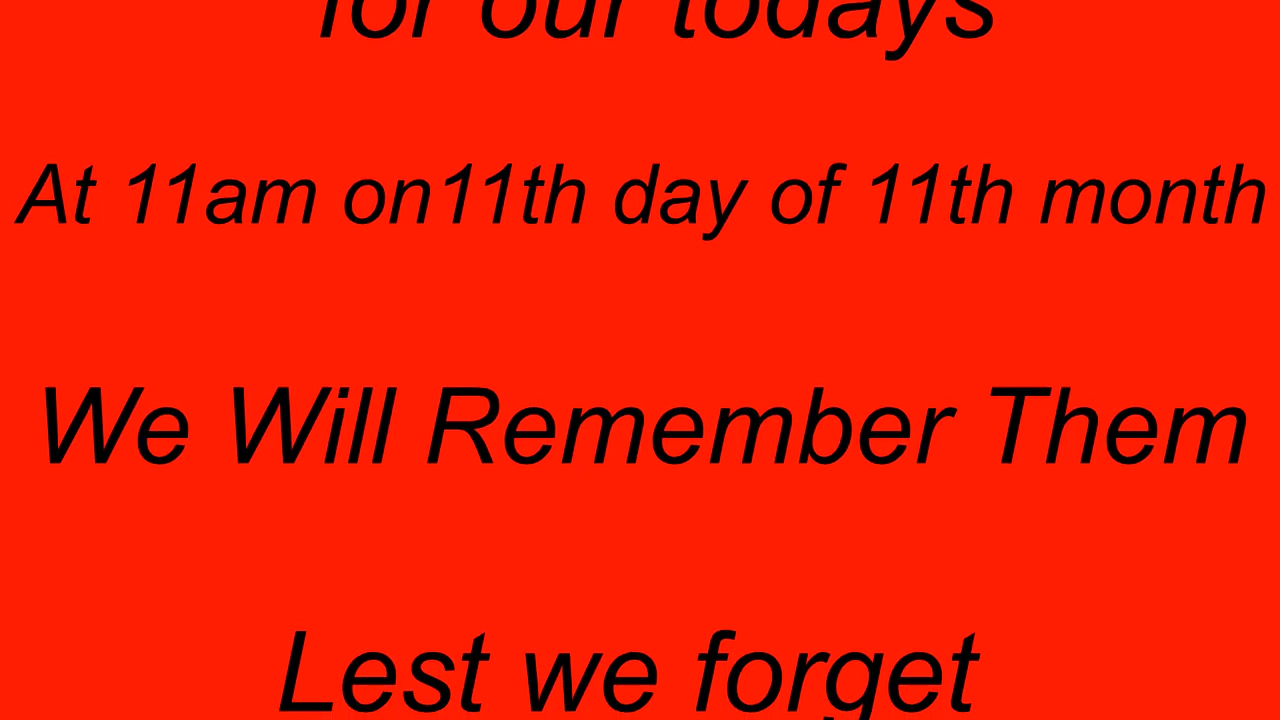 for our todays
At 11am on11th day of 11th month
We Will Remember Them
Lest we forget